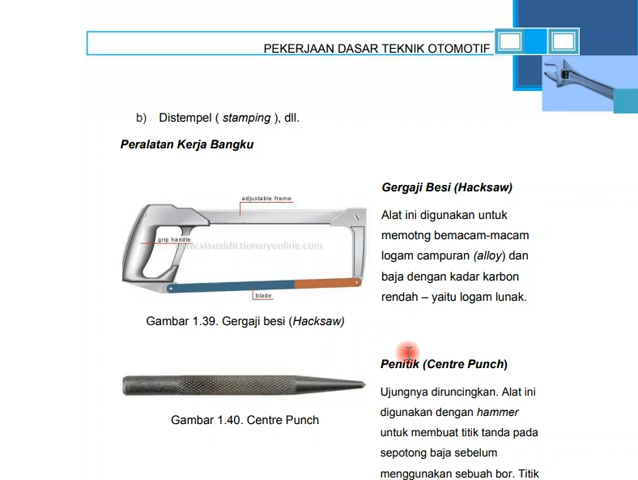 PEKERJAAN DASAR TEKNIK OTOMOTIF
b) Distempel ( stamping ), dll.
Peralatan Kerja Bangku
adjustable frame
grip handle
www.visualdictionaryonline.com
blade
Gambar 1.39. Gergaji besi (Hacksaw)
Gergaji Besi (Hacksaw)
Alat ini digunakan untuk
memotng bemacam-macam
logam campuran (alloy) dan
baja dengan kadar karbon
rendah – yaitu logam lunak.
Gambar 1.40. Centre Punch
Penitik (Centre Punch)
Ujungnya diruncingkan. Alat ini
digunakan dengan hammer
untuk membuat titik tanda pada
sepotong baja sebelum
menggunakan sebuah bor. Titik